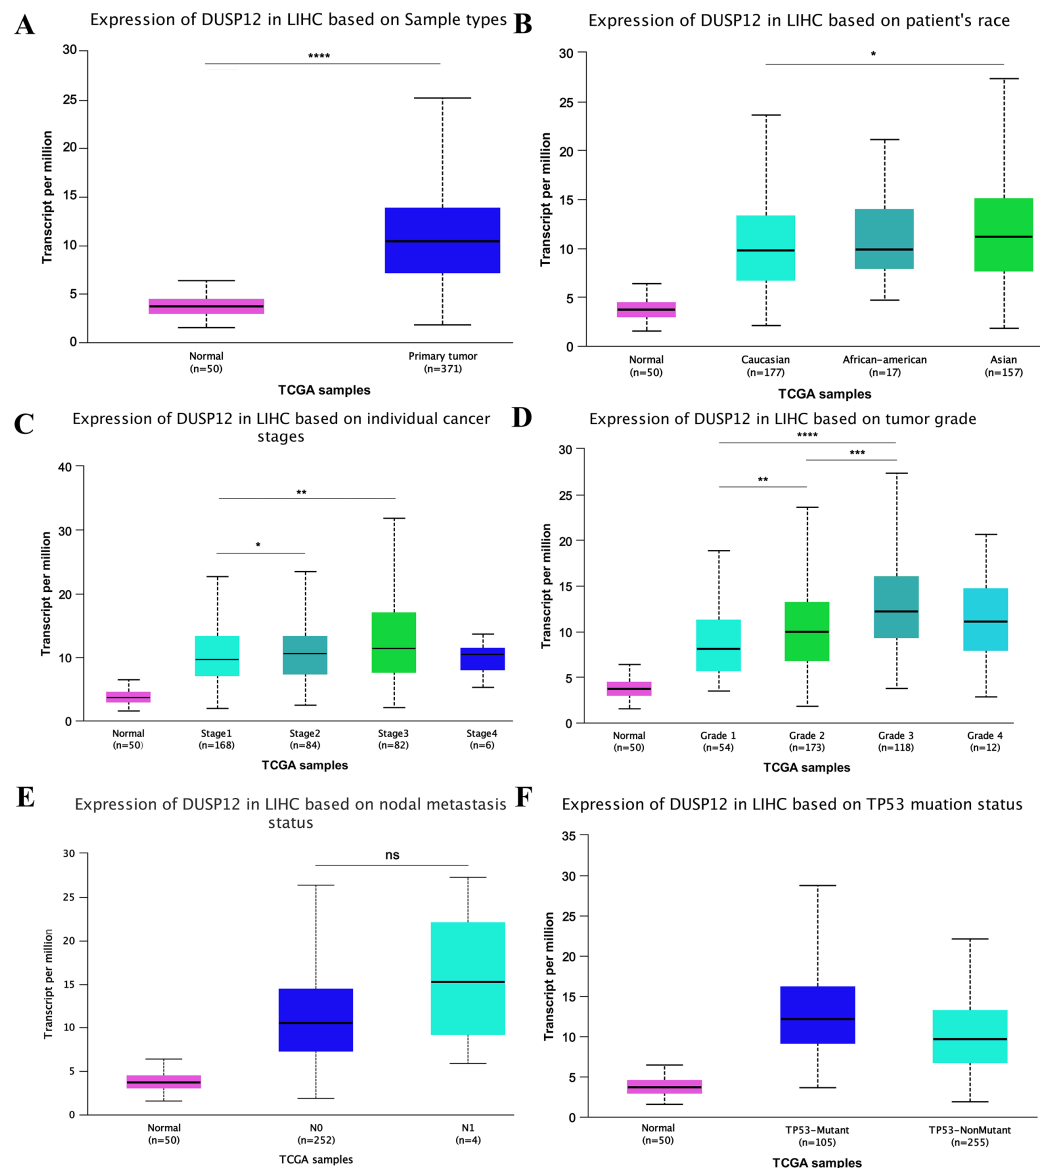 A
Expression of DUSP12 in LIHC based on Sample types
****
Transcript per million
30
25
20
15
10
5
0
Normal
(n=50)
Primary tumor
(n=371)
TCGA samples
B
Expression of DUSP12 in LIHC based on patient's race
*
Transcript per million
30
25
20
15
10
5
0
Normal
(n=50)
Caucasian
(n=177)
African-american
(n=17)
Asian
(n=157)
TCGA samples
C
Expression of DUSP12 in LIHC based on individual cancer
stages
**
*
Transcript per million
40
30
20
10
0
Normal
(n=50)
Stage1
(n=168)
Stage2
(n=84)
Stage3
(n=82)
Stage4
(n=6)
TCGA samples
D
Expression of DUSP12 in LIHC based on tumor grade
****
***
**
Transcript per million
30
25
20
15
10
5
0
Normal
(n=50)
Grade 1
(n=54)
Grade 2
(n=173)
Grade 3
(n=118)
Grade 4
(n=12)
TCGA samples
E
Expression of DUSP12 in LIHC based on nodal metastasis
status
ns
Transcript per million
30
25
20
15
10
5
0
Normal
(n=50)
N0
(n=252)
N1
(n=4)
TCGA samples
F
Expression of DUSP12 in LIHC based on TP53 muation status
Transcript per million
35
30
25
20
15
10
5
0
Normal
(n=50)
TP53-Mutant
(n=105)
TP53-NonMutant
(n=255)
TCGA samples